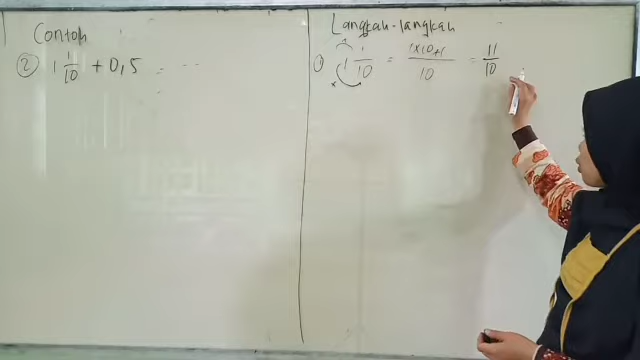 Contoh
② 1 1/10 + 0,5 = ...
=
Langkah-langkah
① 1 1/10 = 1x10+1/10 = 11/10
+
x